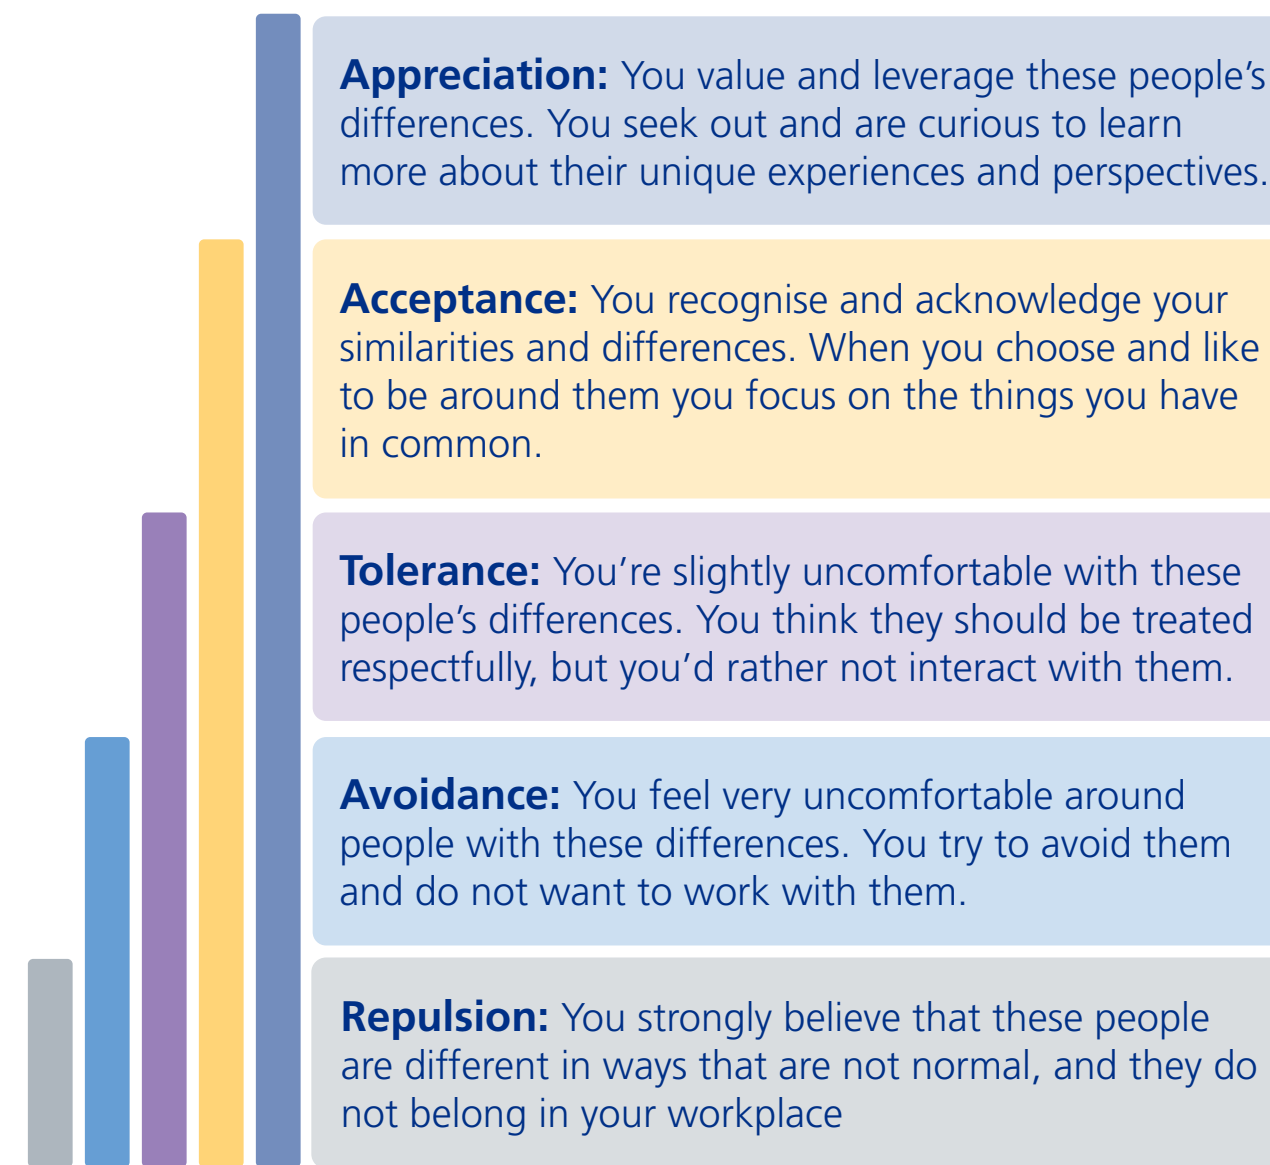 Appreciation: You value and leverage these people’s
differences. You seek out and are curious to learn
more about their unique experiences and perspectives.
Acceptance: You recognise and acknowledge your
similarities and differences. When you choose and like
to be around them you focus on the things you have
in common.
Tolerance: You’re slightly uncomfortable with these
people’s differences. You think they should be treated
respectfully, but you’d rather not interact with them.
Avoidance: You feel very uncomfortable around
people with these differences. You try to avoid them
and do not want to work with them.
Repulsion: You strongly believe that these people
are different in ways that are not normal, and they do
not belong in your workplace